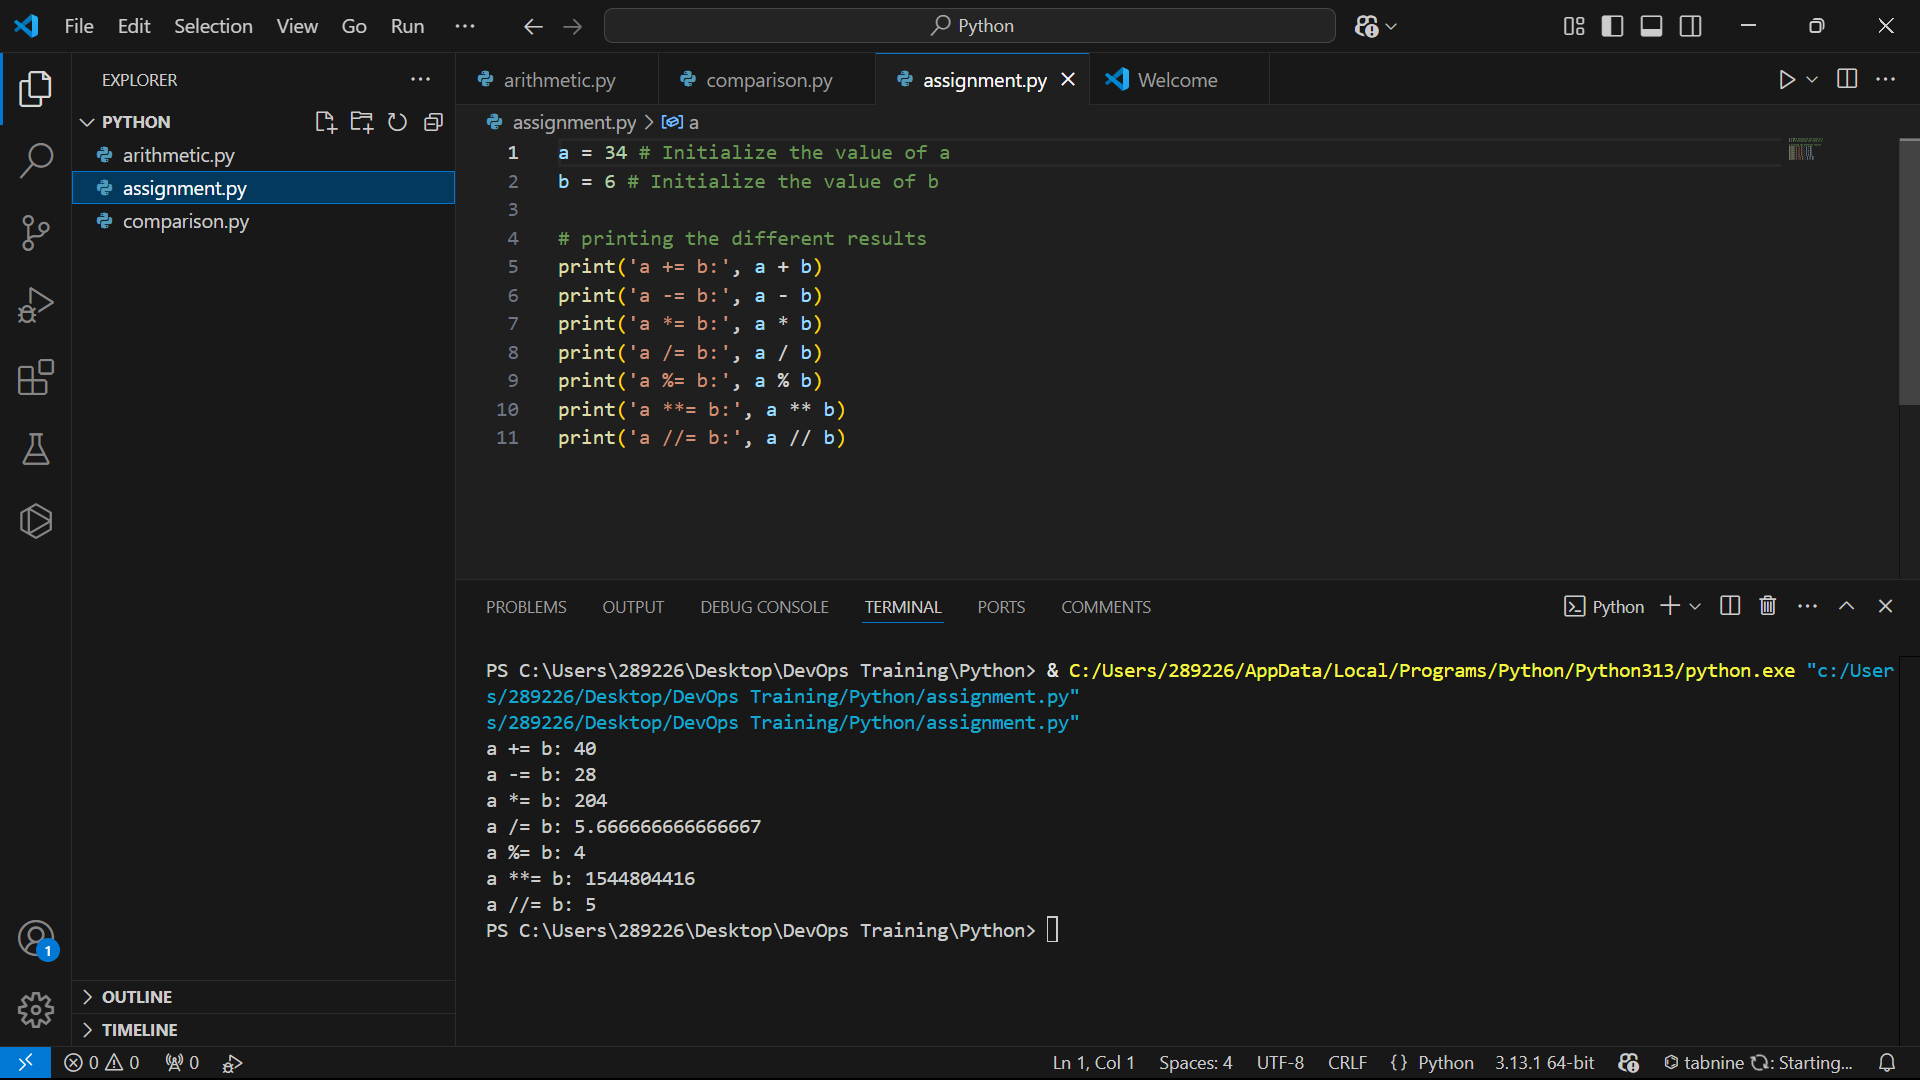 File Edit Selection View Go Run ··· Python
EXPLORER
PYTHON
arithmetic.py
assignment.py
comparison.py
OUTLINE
TIMELINE
arithmetic.py comparison.py assignment.py Welcome
assignment.py > a
1 a = 34 # Initialize the value of a
2 b = 6 # Initialize the value of b
3
4 # printing the different results
5 print('a += b:', a + b)
6 print('a -= b:', a - b)
7 print('a *= b:', a * b)
8 print('a /= b:', a / b)
9 print('a %= b:', a % b)
10 print('a **= b:', a ** b)
11 print('a //= b:', a // b)
PROBLEMS OUTPUT DEBUG CONSOLE TERMINAL PORTS COMMENTS Python
PS C:\Users\289226\Desktop\DevOps Training\Python> & C:/Users/289226/AppData/Local/Programs/Python/Python313/python.exe "c:/User
s/289226/Desktop/DevOps Training/Python/assignment.py"
s/289226/Desktop/DevOps Training/Python/assignment.py"
a += b: 40
a -= b: 28
a *= b: 204
a /= b: 5.666666666666667
a %= b: 4
a **= b: 1544804416
a //= b: 5
PS C:\Users\289226\Desktop\DevOps Training\Python>
1
0 0 0 Ln 1, Col 1 Spaces: 4 UTF-8 CRLF {} Python 3.13.1 64-bit tabnine : Starting...